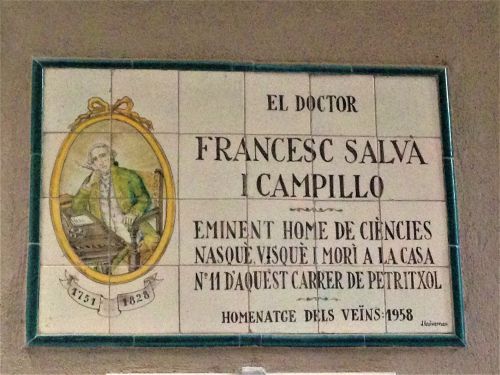 EL DOCTOR
FRANCESC SALVÀ
I CAMPILLO
EMINENT HOME DE CIÈNCIES
NASQUÈ, VISQUÈ I MORÌ A LA CASA
Nº 11 D'AQUEST CARRER DE PETRITXOL
HOMENATGE DELS VEÏNS: 1958
1751
1828